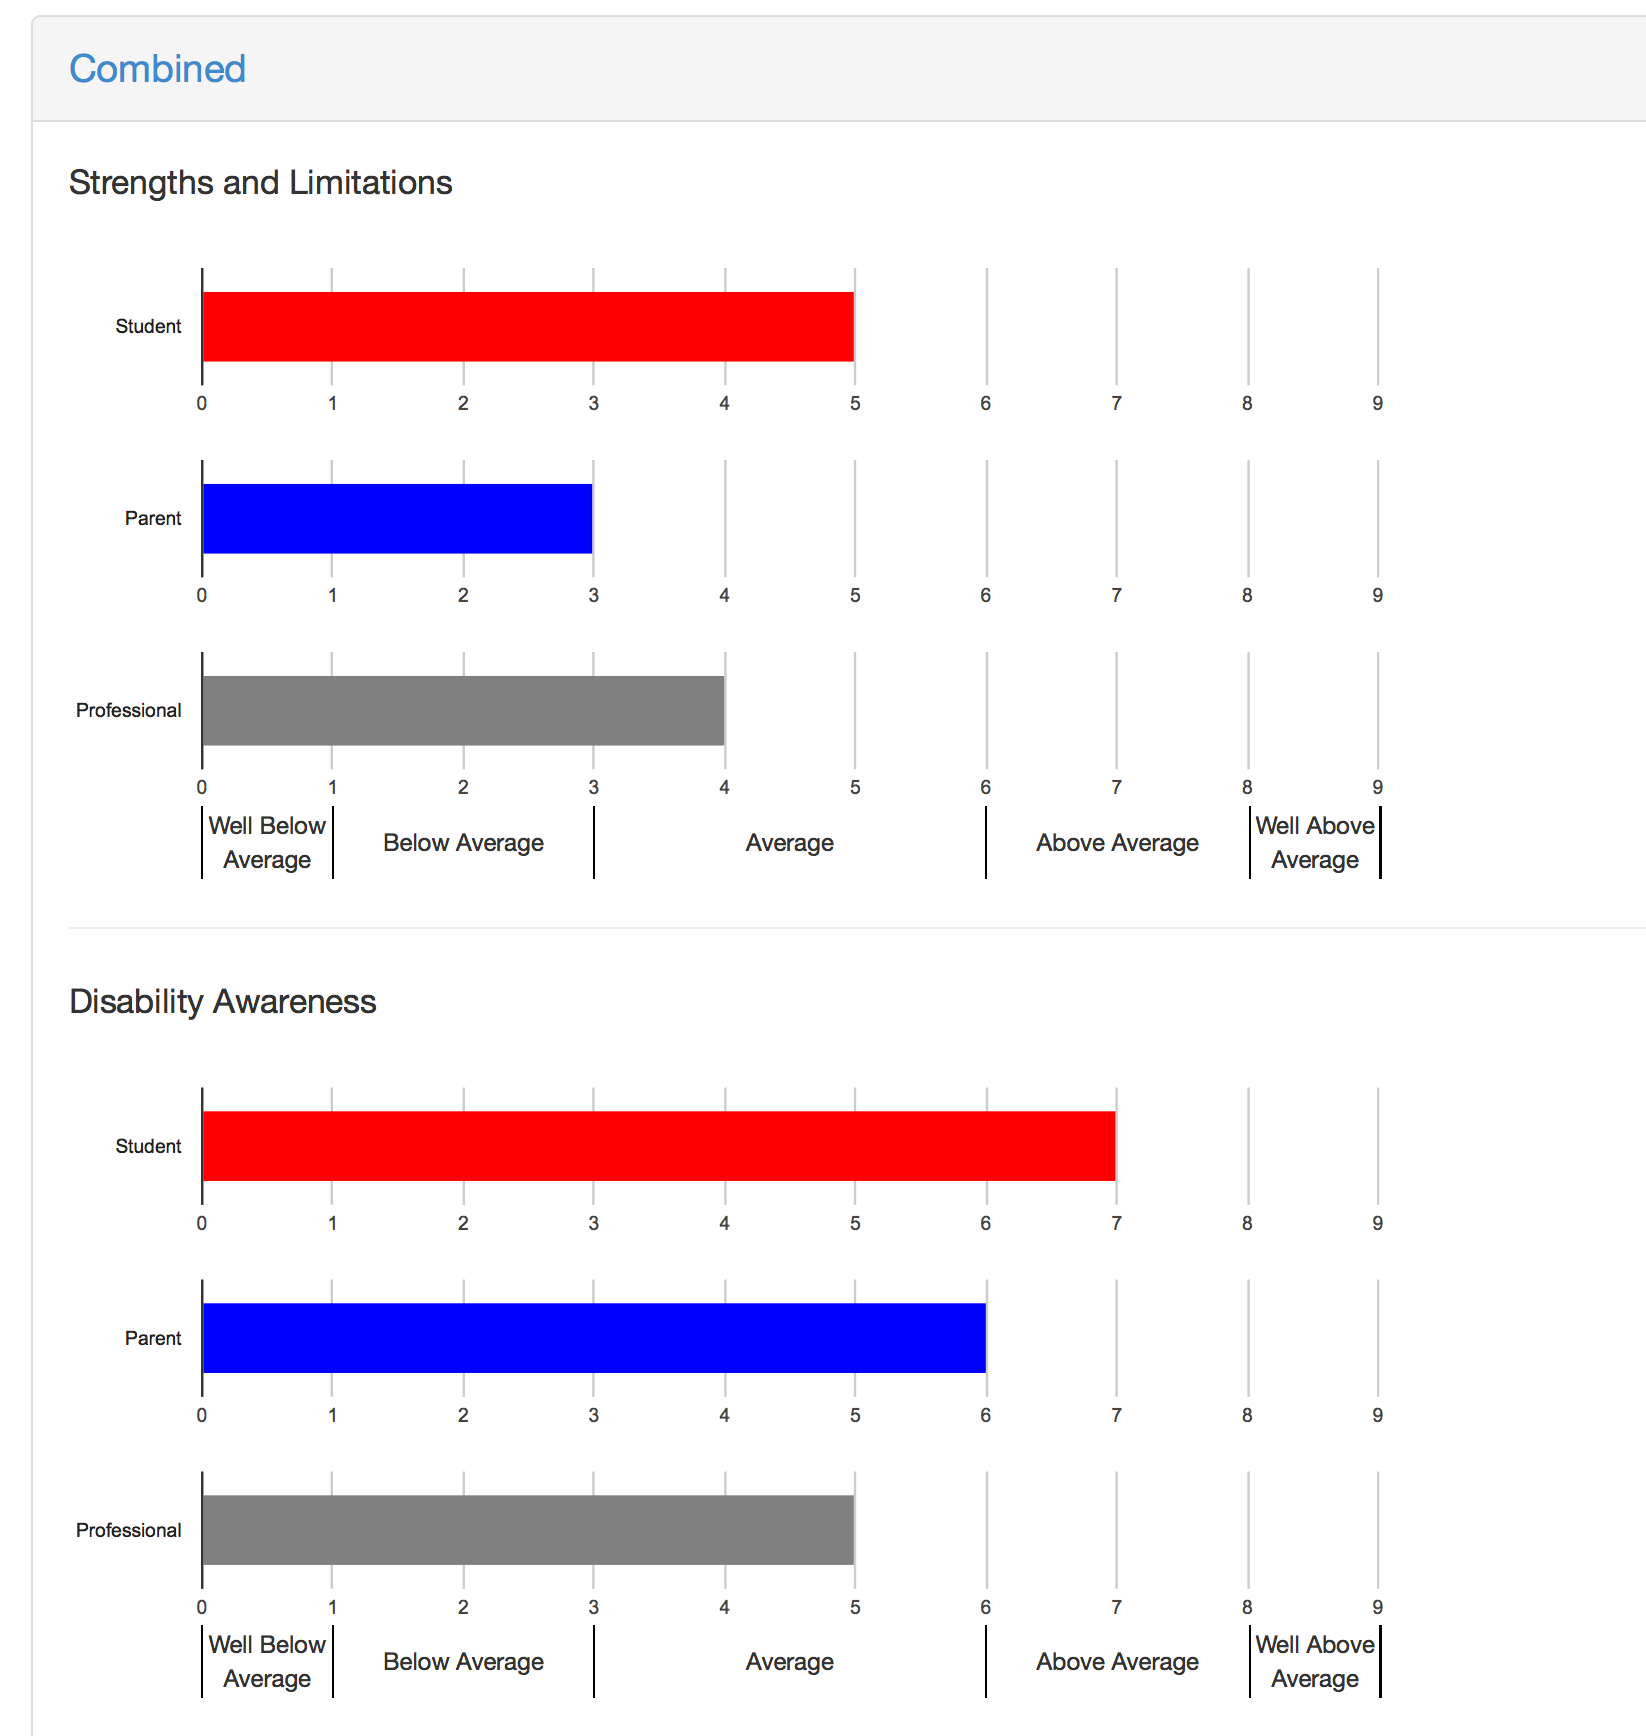 Combined
Strengths and Limitations
Student
0 1 2 3 4 5 6 7 8 9
Parent
0 1 2 3 4 5 6 7 8 9
Professional
0 1 2 3 4 5 6 7 8 9
Well Below Average
Below Average
Average
Above Average
Well Above Average
Disability Awareness
Student
0 1 2 3 4 5 6 7 8 9
Parent
0 1 2 3 4 5 6 7 8 9
Professional
0 1 2 3 4 5 6 7 8 9
Well Below Average
Below Average
Average
Above Average
Well Above Average